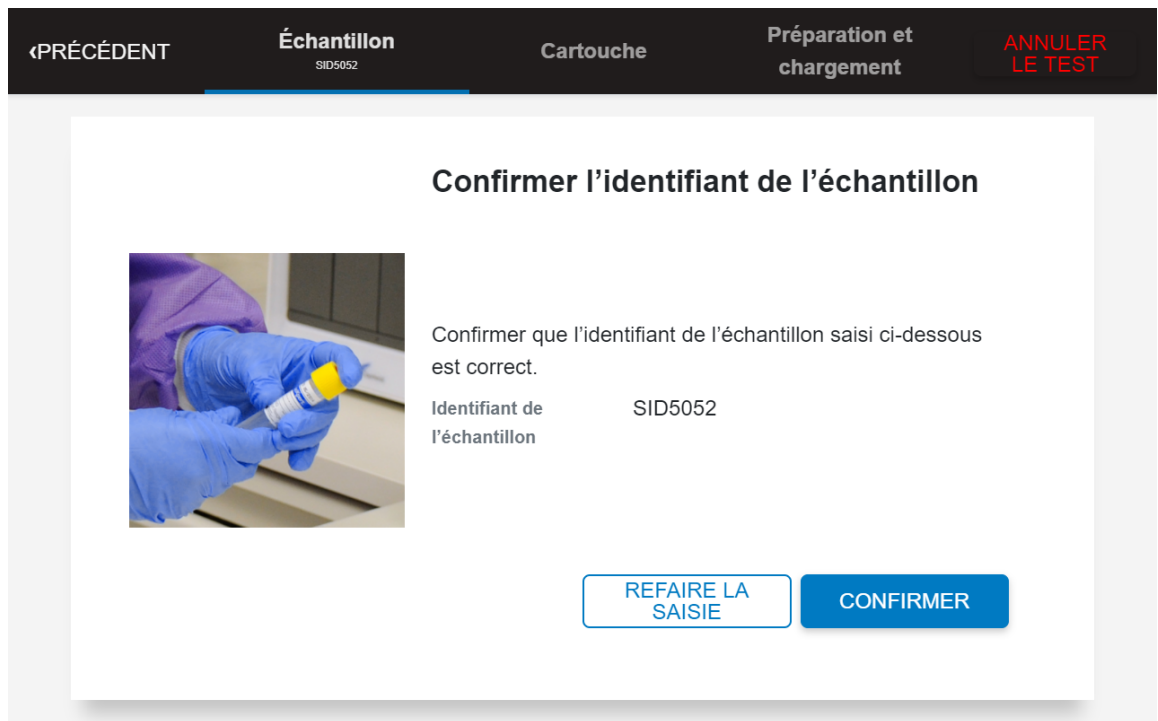 ‹PRÉCÉDENT
Échantillon
SID5052
Cartouche
Préparation et
chargement
ANNULER
LE TEST
Confirmer l’identifiant de l’échantillon
Confirmer que l’identifiant de l’échantillon saisi ci-dessous
est correct.
Identifiant de
l’échantillon
SID5052
REFAIRE LA
SAISIE
CONFIRMER